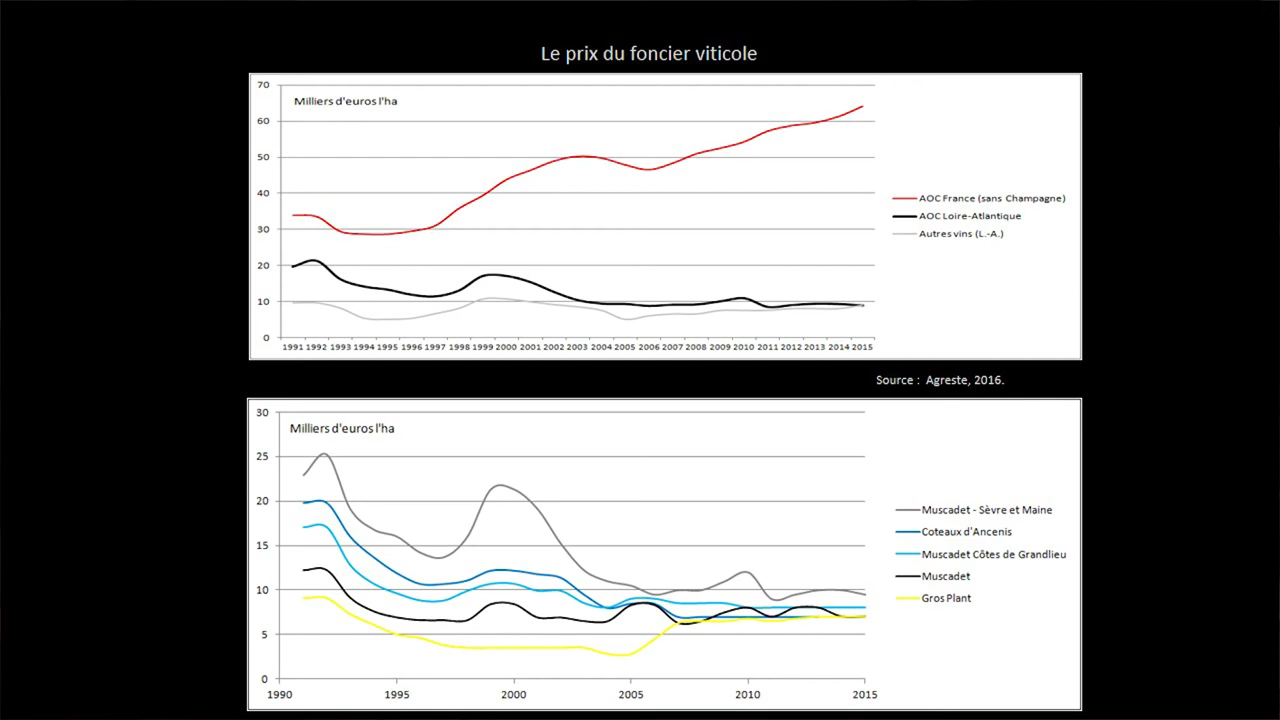 Le prix du foncier viticole
Milliers d'euros l'ha
70
60
50
40
30
20
10
0
1991 1992 1993 1994 1995 1996 1997 1998 1999 2000 2001 2002 2003 2004 2005 2006 2007 2008 2009 2010 2011 2012 2013 2014 2015
AOC France (sans Champagne)
AOC Loire-Atlantique
Autres vins (L.-A.)
Source : Agreste, 2016.
Milliers d'euros l'ha
30
25
20
15
10
5
0
1990 1995 2000 2005 2010 2015
Muscadet - Sèvre et Maine
Coteaux d'Ancenis
Muscadet Côtes de Grandlieu
Muscadet
Gros Plant